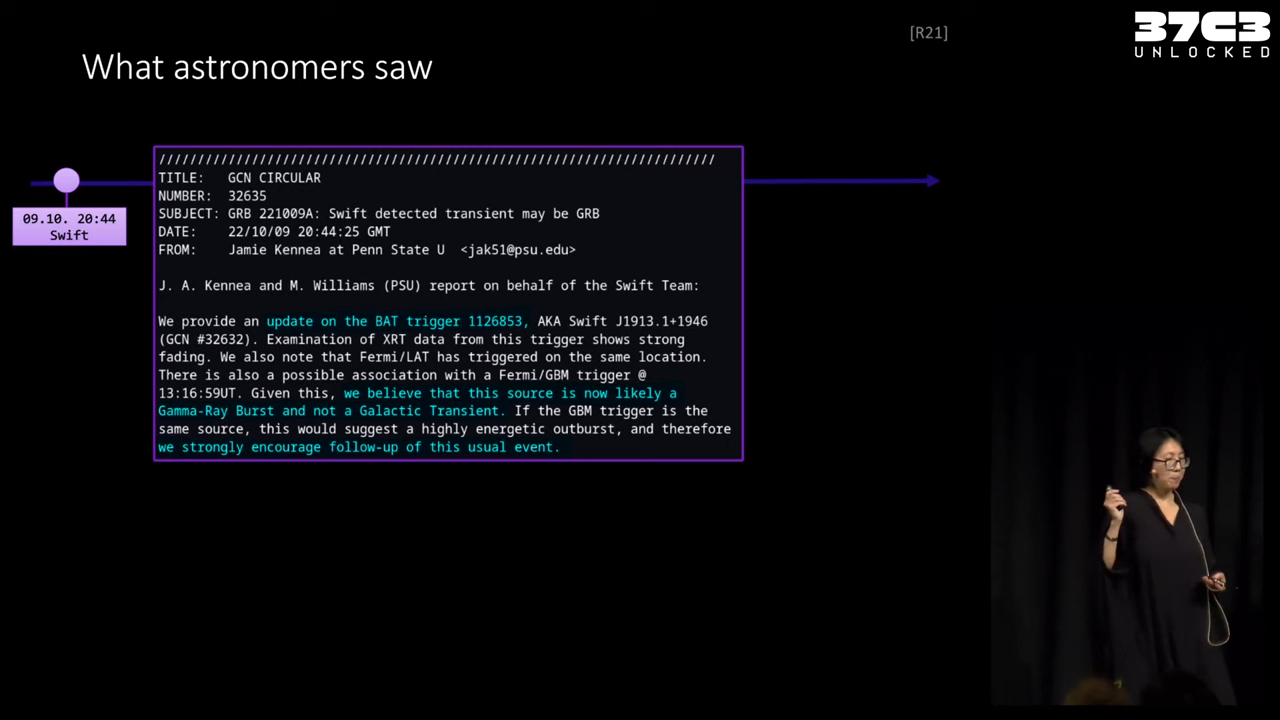 [R21]
37C3
UNLOCKED
What astronomers saw
09.10. 20:44
Swift
////////////////////////////////////////////////////////////////////////
TITLE: GCN CIRCULAR
NUMBER: 32635
SUBJECT: GRB 221009A: Swift detected transient may be GRB
DATE: 22/10/09 20:44:25 GMT
FROM: Jamie Kennea at Penn State U <jak51@psu.edu>
J. A. Kennea and M. Williams (PSU) report on behalf of the Swift Team:
We provide an update on the BAT trigger 1126853, AKA Swift J1913.1+1946
(GCN #32632). Examination of XRT data from this trigger shows strong
fading. We also note that Fermi/LAT has triggered on the same location.
There is also a possible association with a Fermi/GBM trigger @
13:16:59UT. Given this, we believe that this source is now likely a
Gamma-Ray Burst and not a Galactic Transient. If the GBM trigger is the
same source, this would suggest a highly energetic outburst, and therefore
we strongly encourage follow-up of this usual event.